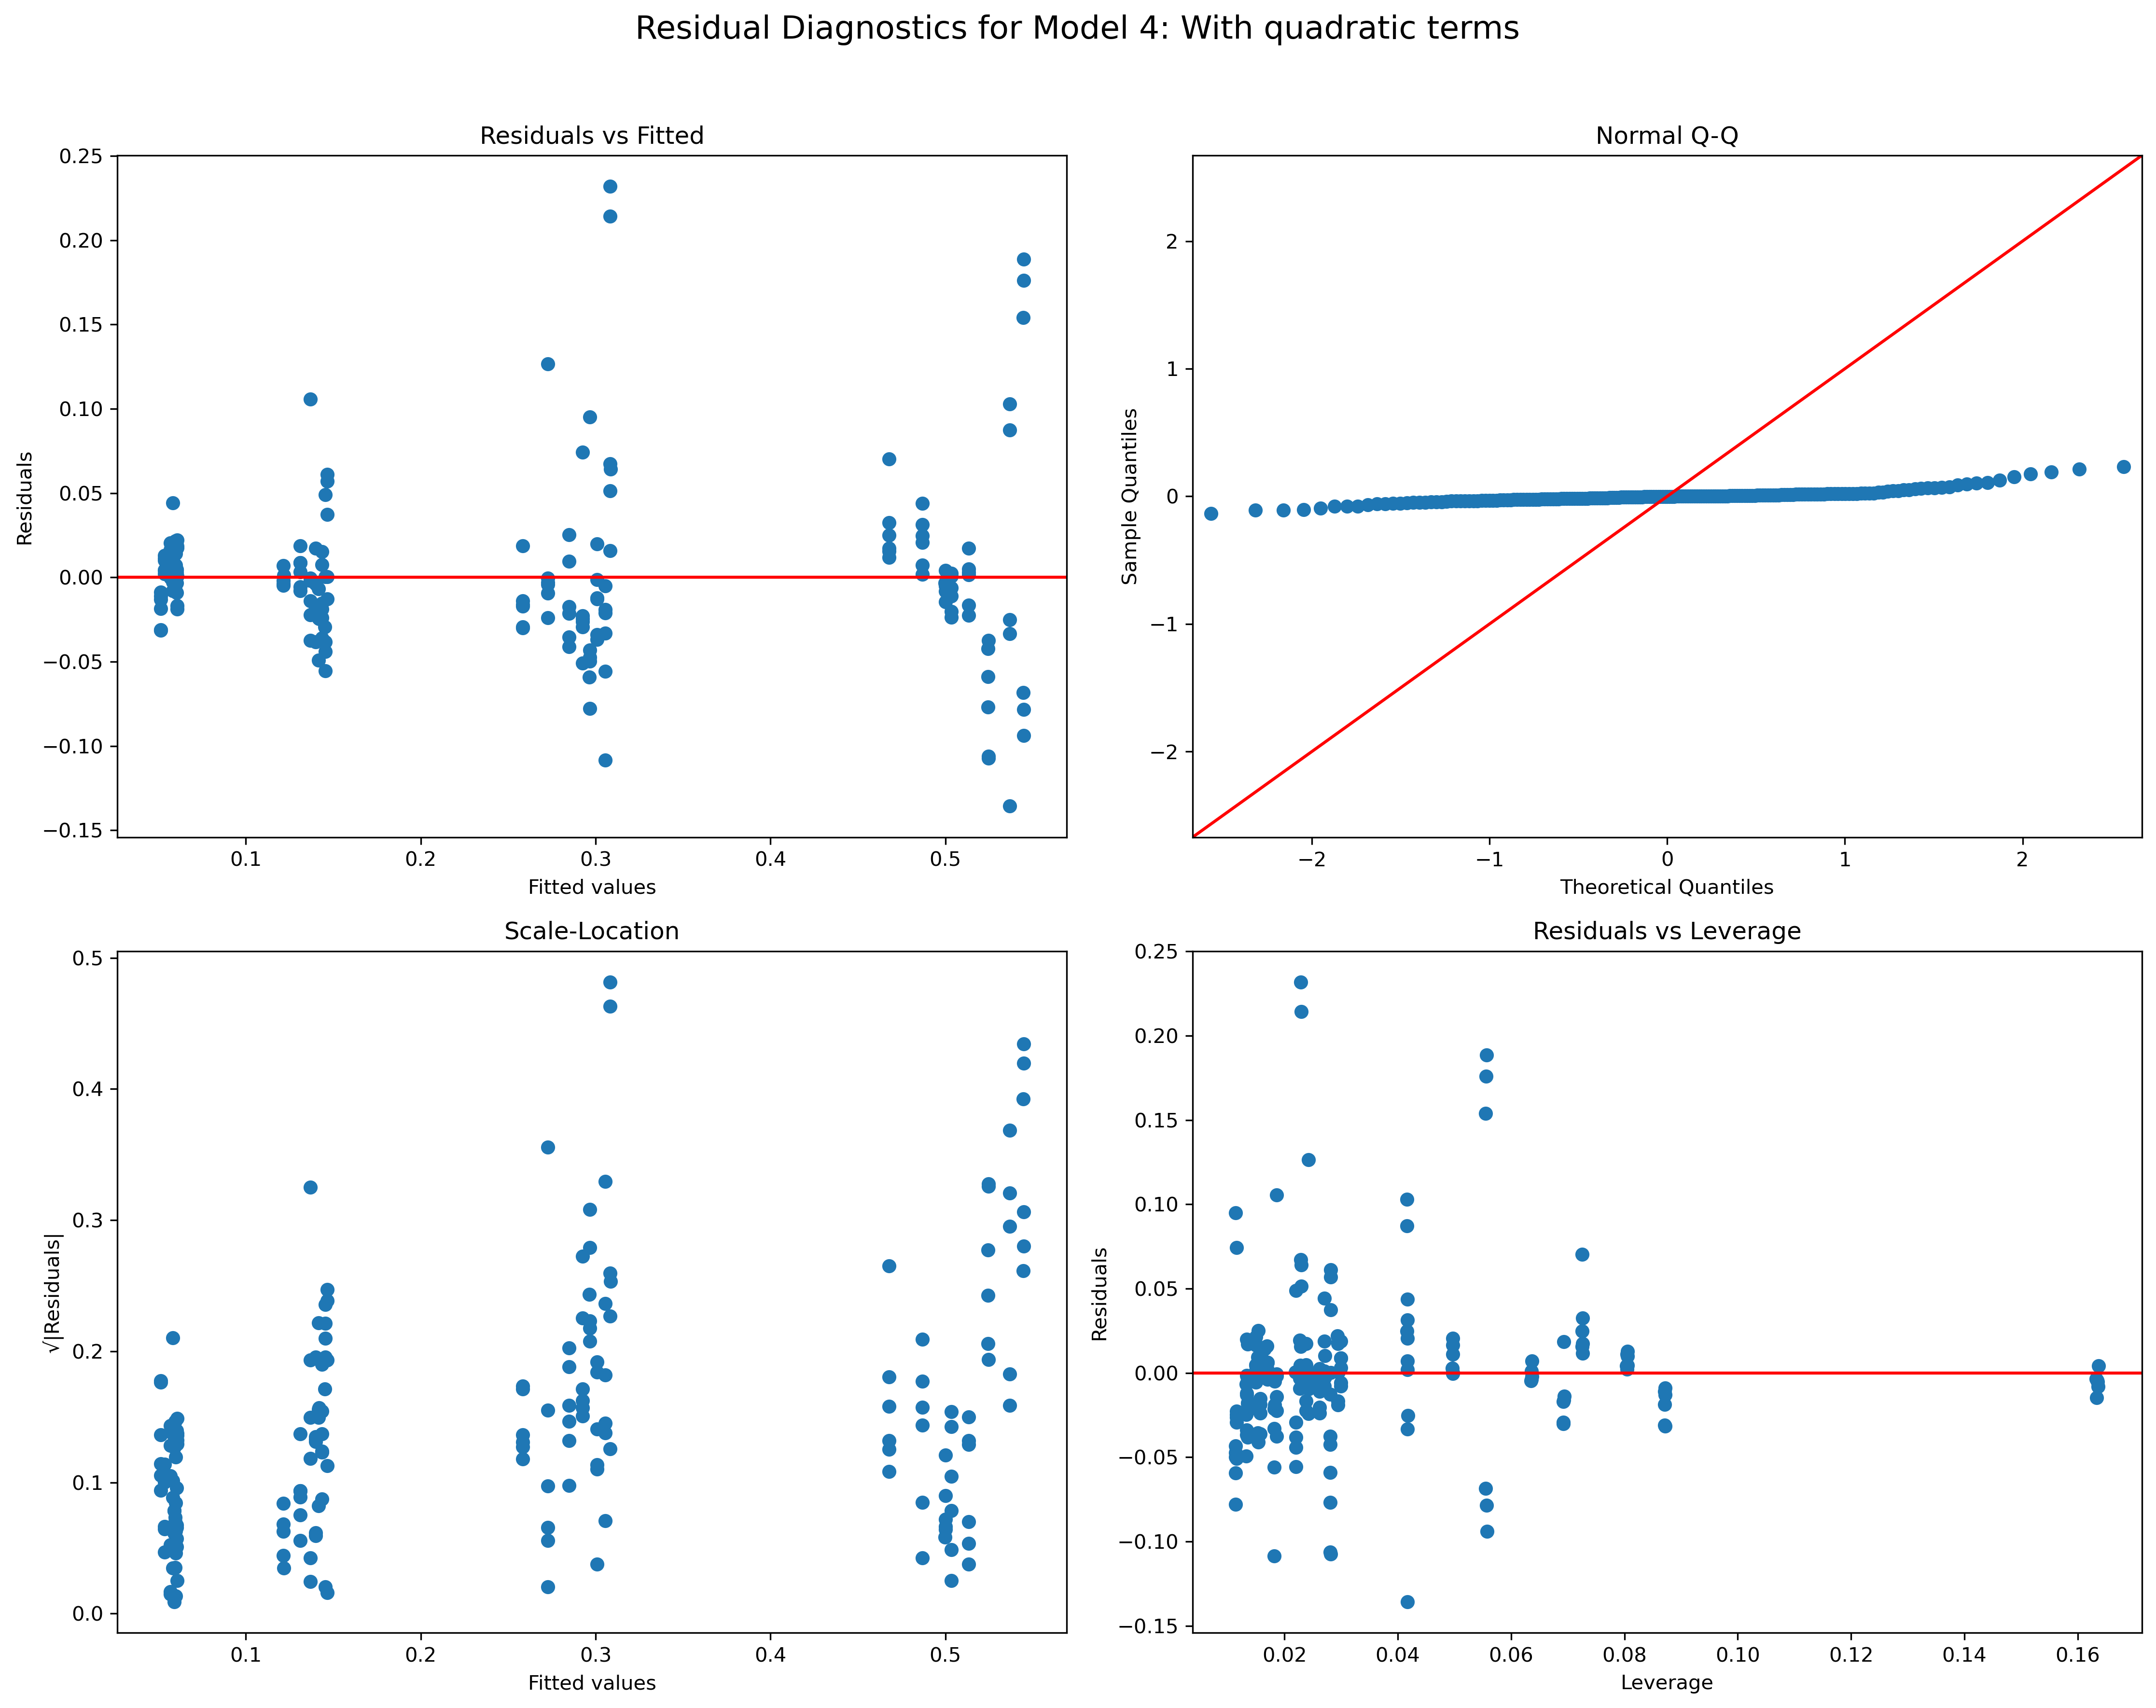 Residual Diagnostics for Model 4: With quadratic terms
Residuals vs Fitted
Residuals
0.25
0.20
0.15
0.10
0.05
0.00
−0.05
−0.10
−0.15
0.1 0.2 0.3 0.4 0.5
Fitted values
Normal Q-Q
Sample Quantiles
2
1
0
−1
−2
−2 −1 0 1 2
Theoretical Quantiles
Scale-Location
√|Residuals|
0.5
0.4
0.3
0.2
0.1
0.0
0.1 0.2 0.3 0.4 0.5
Fitted values
Residuals vs Leverage
Residuals
0.25
0.20
0.15
0.10
0.05
0.00
−0.05
−0.10
−0.15
0.02 0.04 0.06 0.08 0.10 0.12 0.14 0.16
Leverage